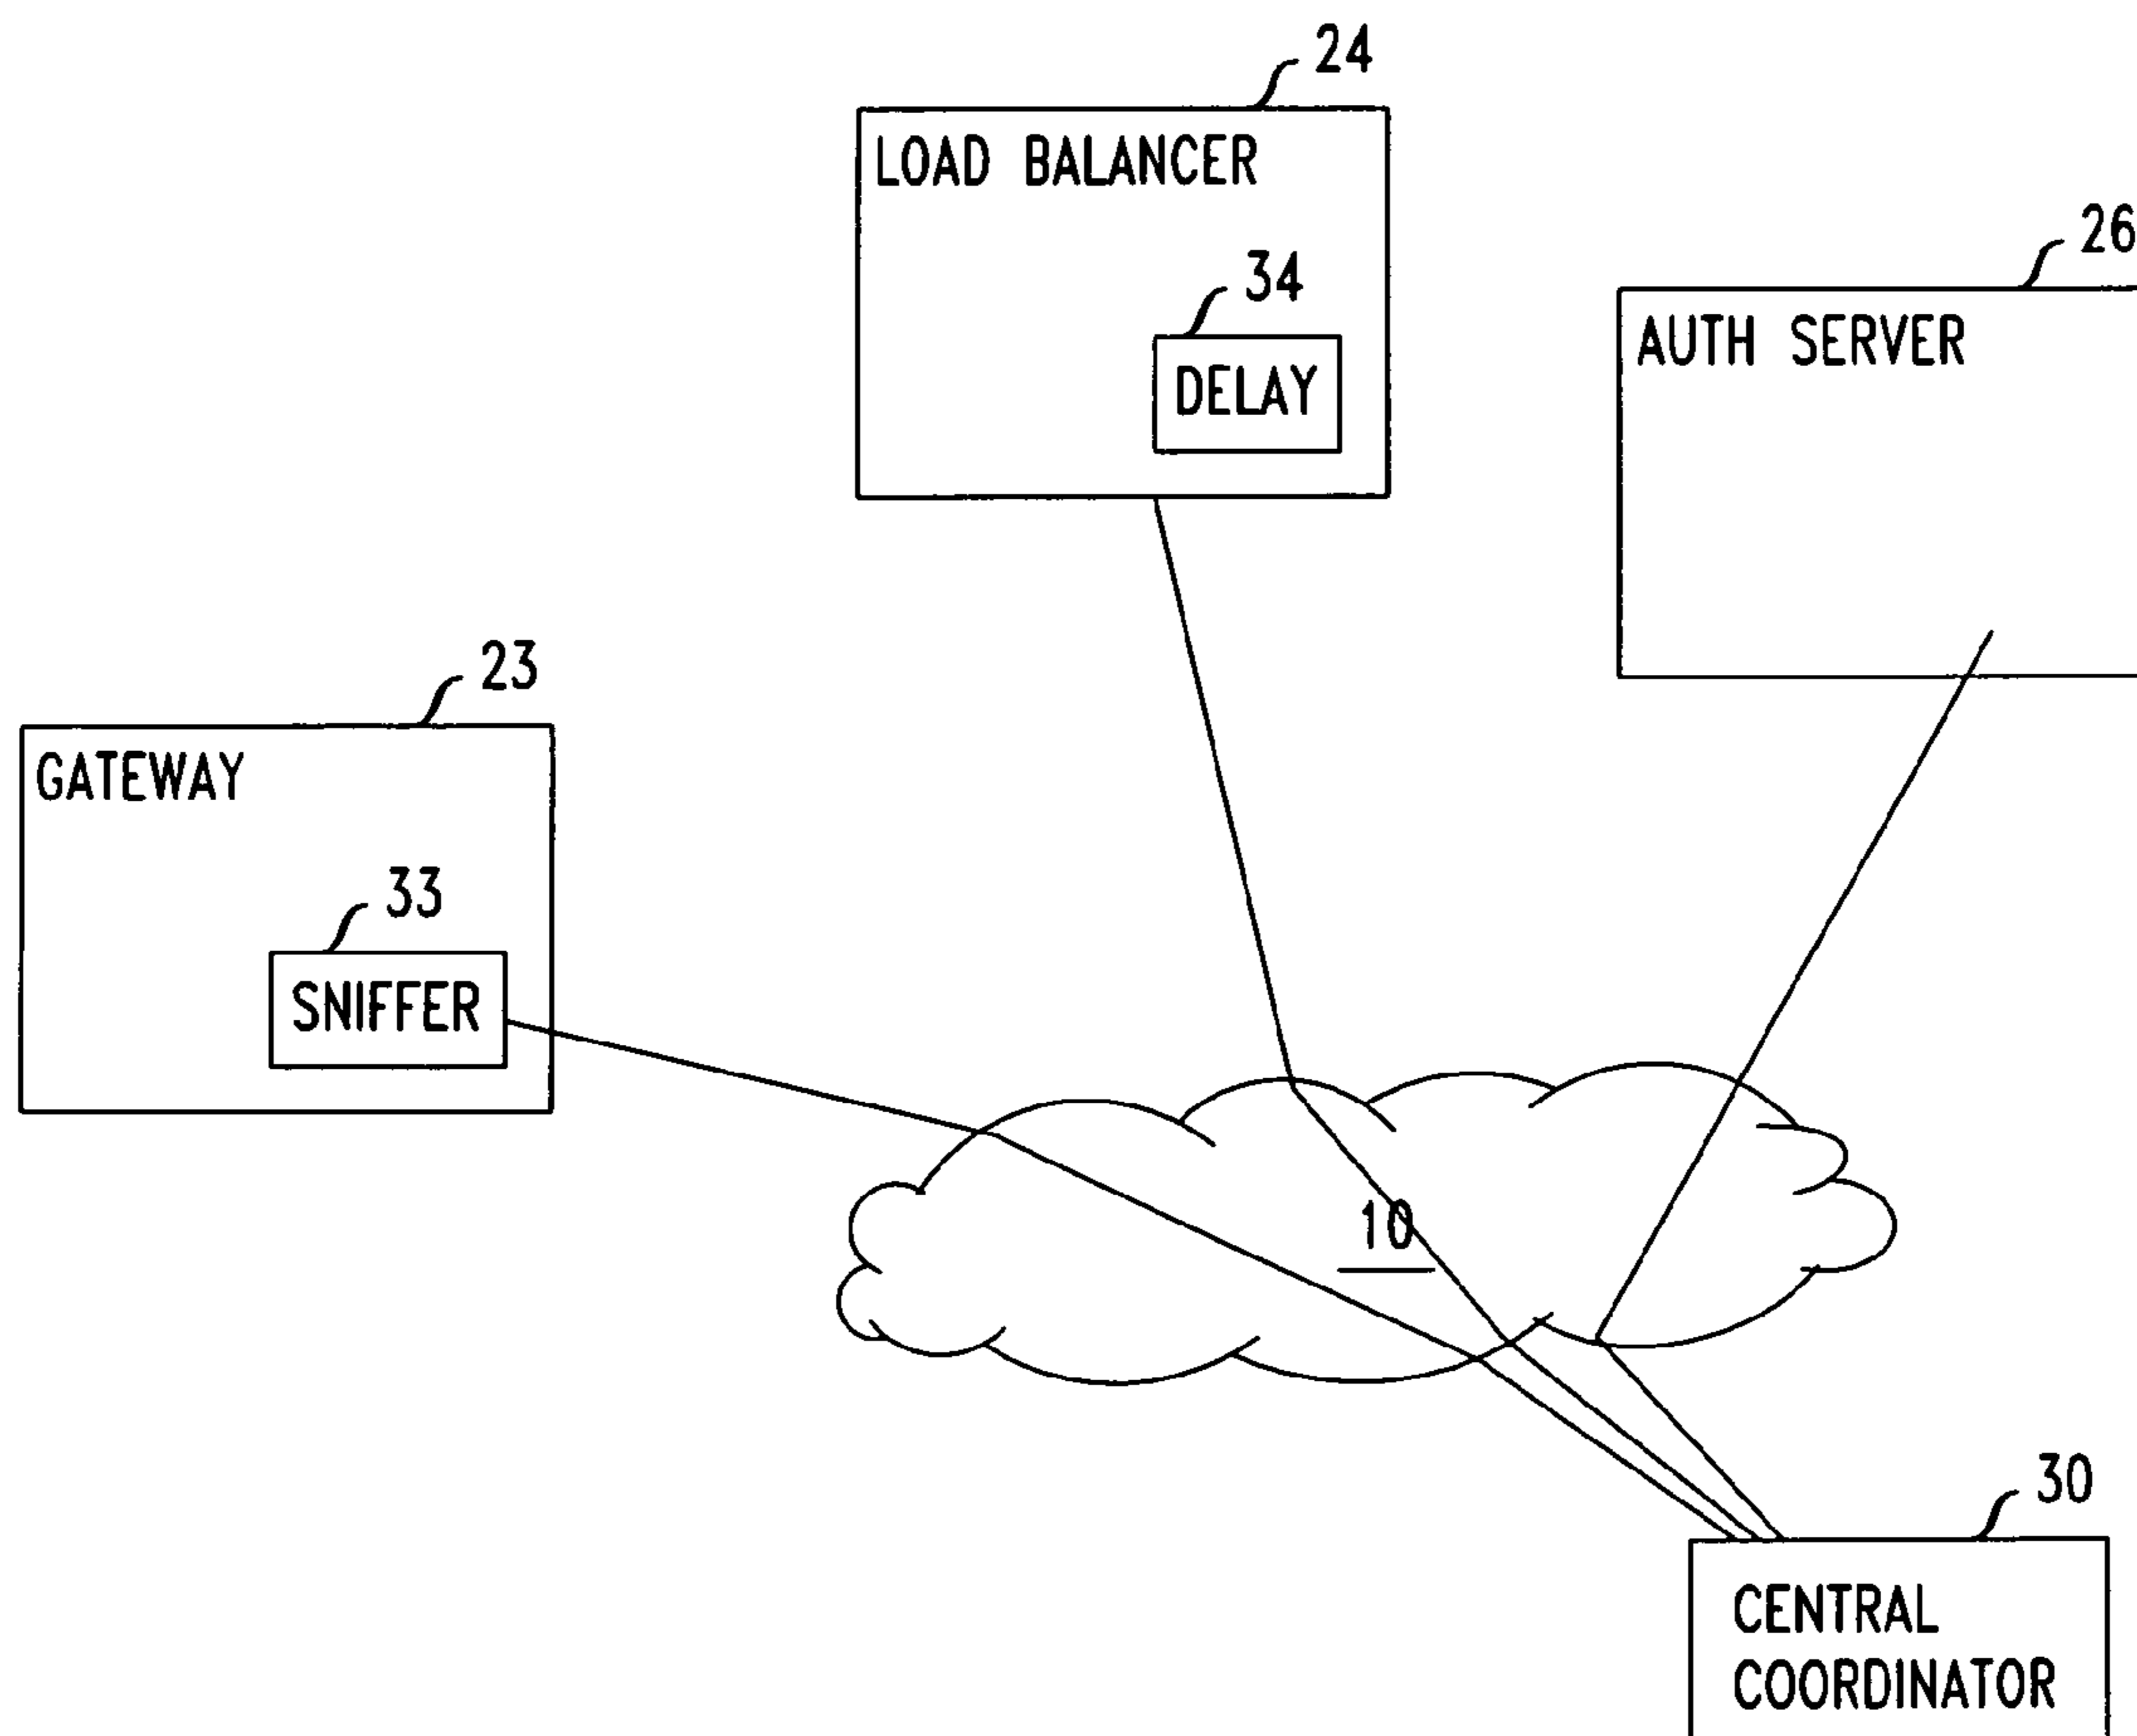 24
LOAD BALANCER
34
DELAY
26
AUTH SERVER
23
GATEWAY
33
SNIFFER
10
30
CENTRAL
COORDINATOR